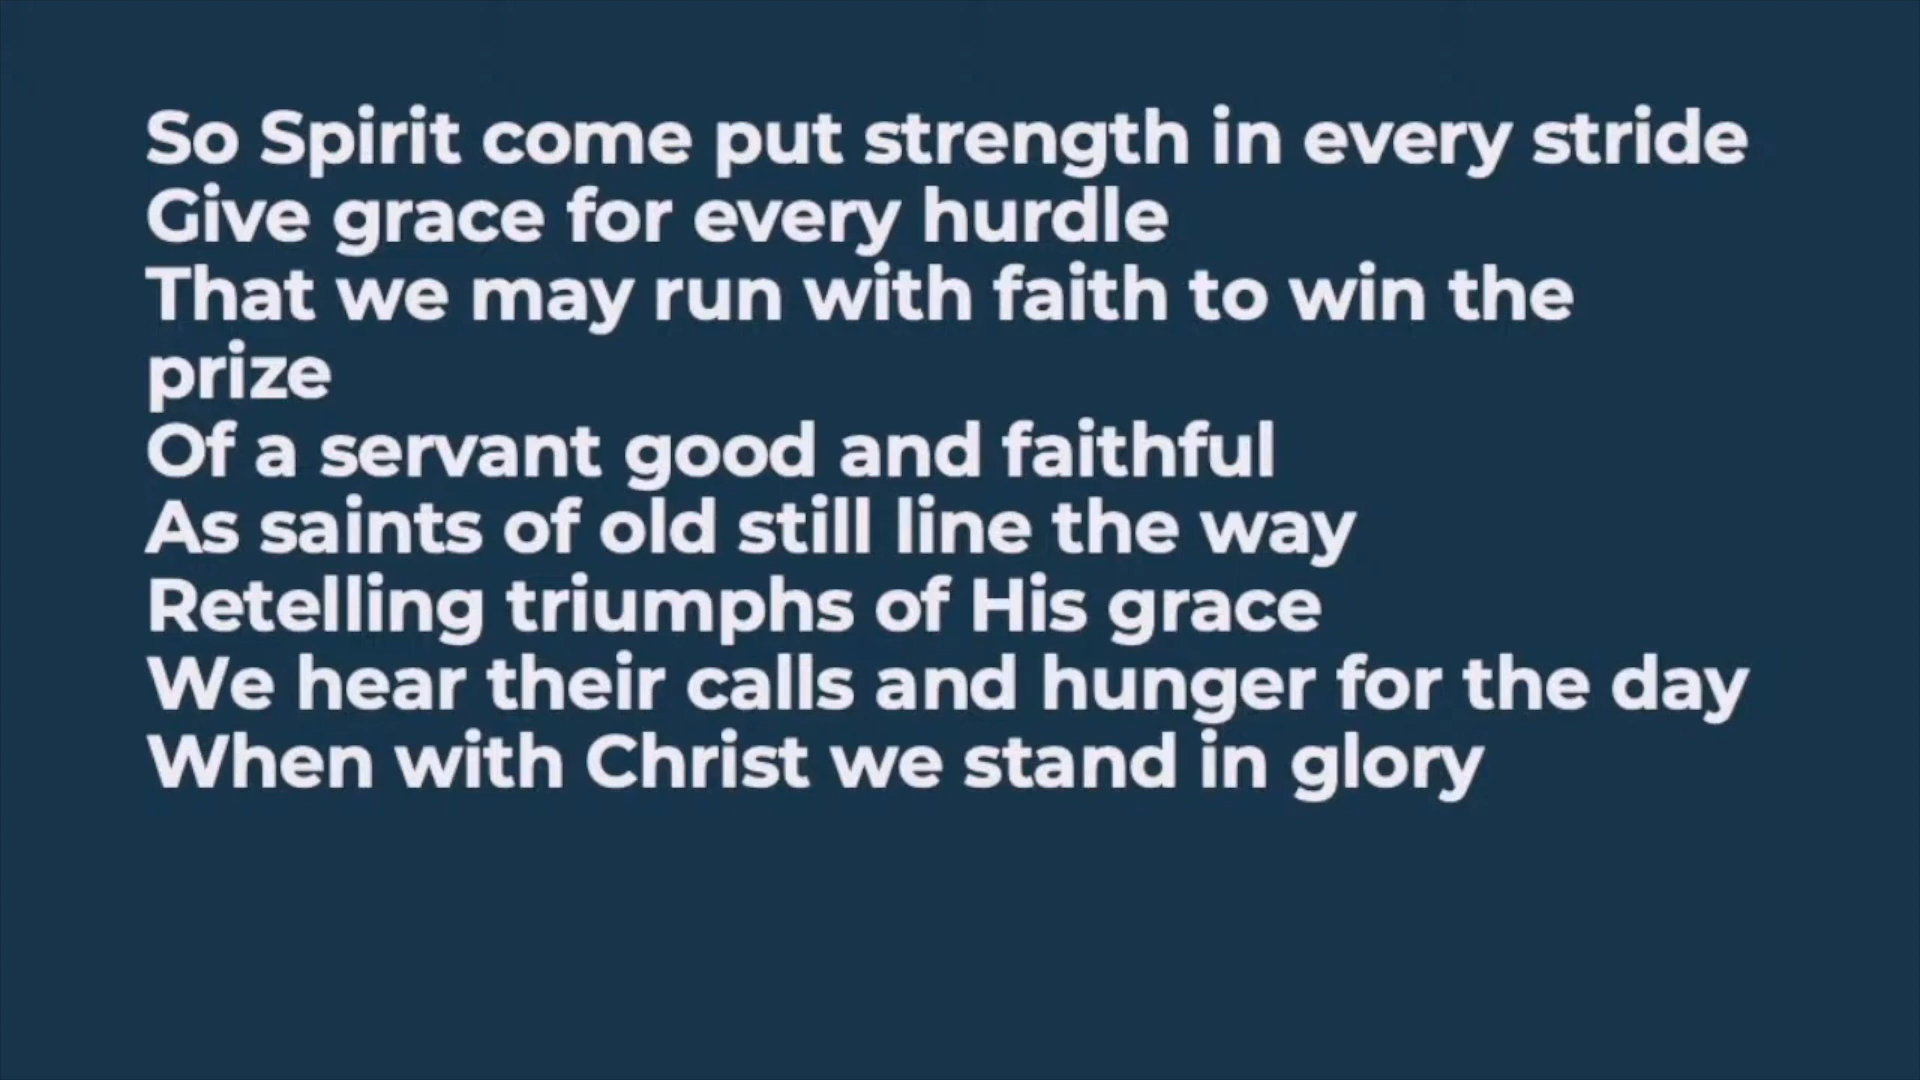 So Spirit come put strength in every stride
Give grace for every hurdle
That we may run with faith to win the
prize
Of a servant good and faithful
As saints of old still line the way
Retelling triumphs of His grace
We hear their calls and hunger for the day
When with Christ we stand in glory